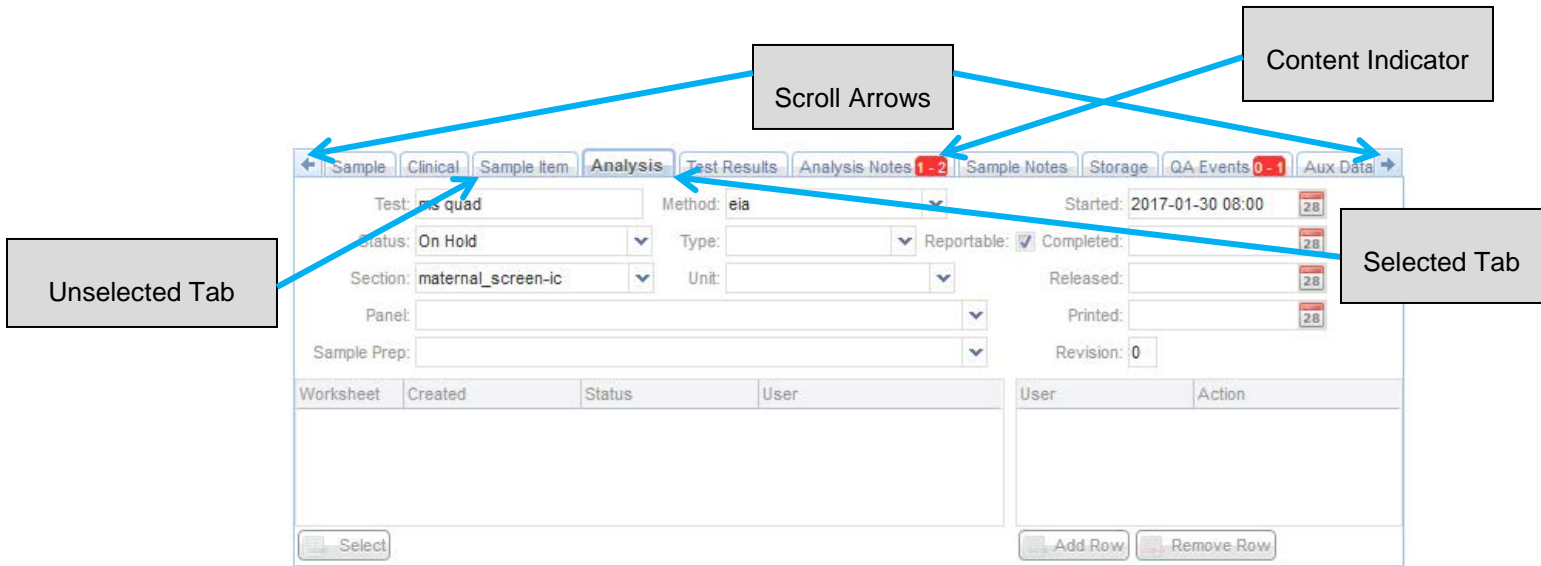 Content Indicator
Scroll Arrows
Sample Clinical Sample Item Analysis Test Results Analysis Notes 1 - 2 Sample Notes Storage QA Events 0 - 1 Aux Data
Test: ms quad Method: eia Started: 2017-01-30 08:00 28
Status: On Hold Type: Reportable: Completed: 28
Selected Tab
Unselected Tab
Section: maternal_screen-ic Unit: Released: 28
Panel: Printed: 28
Sample Prep: Revision: 0
Worksheet Created Status User User Action
Select Add Row Remove Row